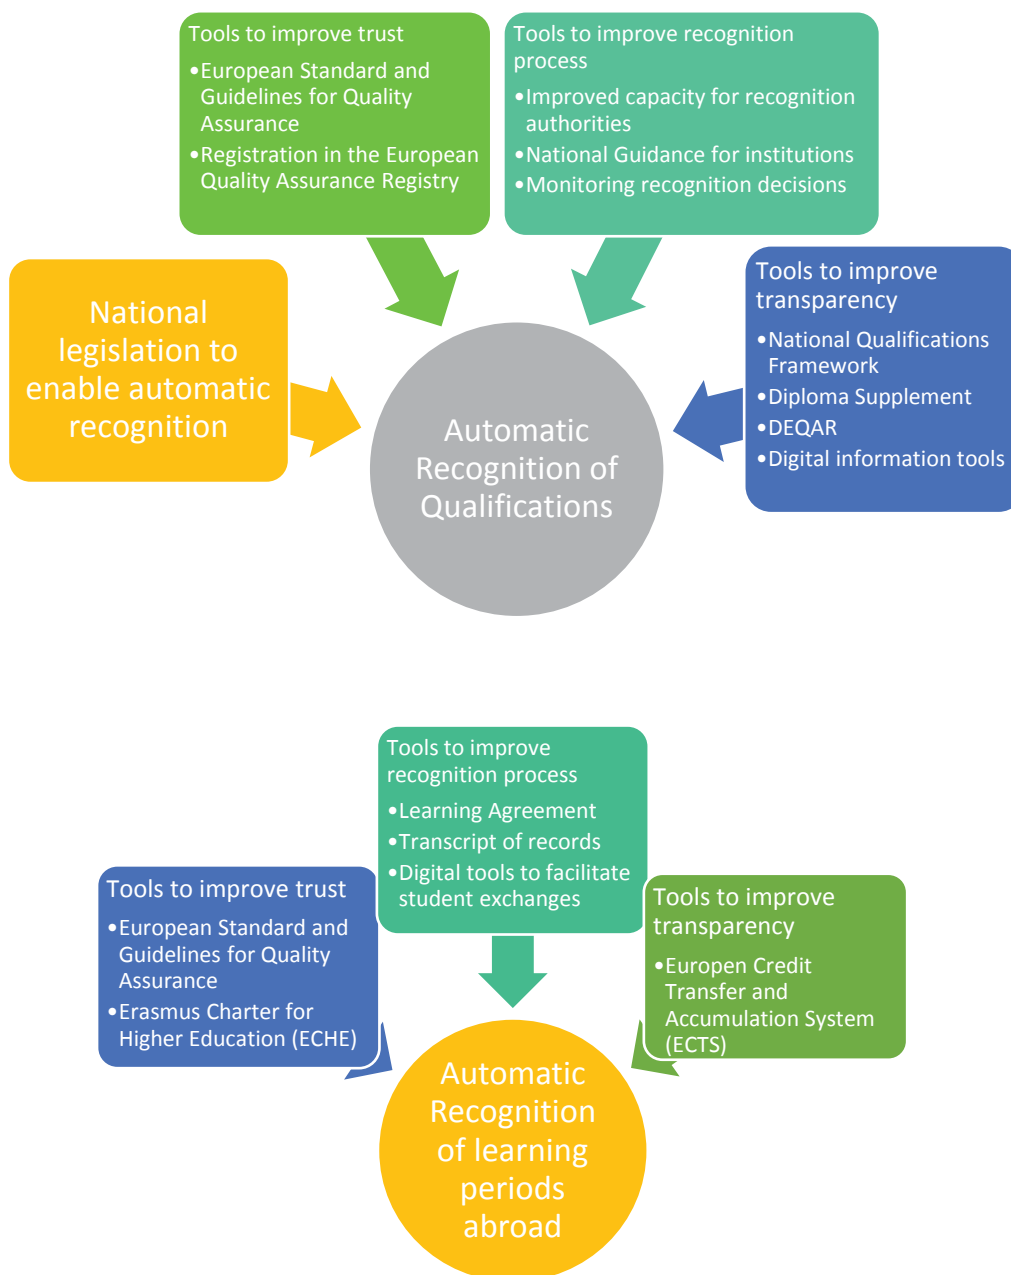 Tools to improve trust
•European Standard and
Guidelines for Quality
Assurance
•Registration in the European
Quality Assurance Registry
Tools to improve recognition
process
•Improved capacity for recognition
authorities
•National Guidance for institutions
•Monitoring recognition decisions
National
legislation to
enable automatic
recognition
Tools to improve
transparency
•National Qualifications
Framework
•Diploma Supplement
•DEQAR
•Digital information tools
Automatic
Recognition of
Qualifications
Tools to improve
recognition process
•Learning Agreement
•Transcript of records
•Digital tools to facilitate
student exchanges
Tools to improve trust
•European Standard and
Guidelines for Quality
Assurance
•Erasmus Charter for
Higher Education (ECHE)
Tools to improve
transparency
•Europen Credit
Transfer and
Accumulation System
(ECTS)
Automatic
Recognition
of learning
periods
abroad